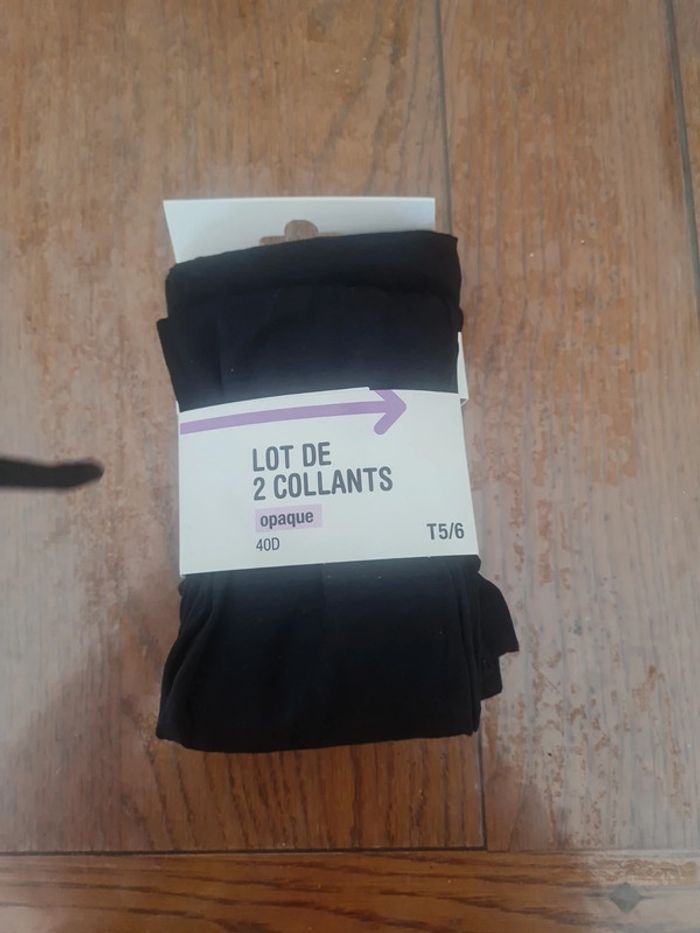 LOT DE
2 COLLANTS
opaque
40D
T5/6